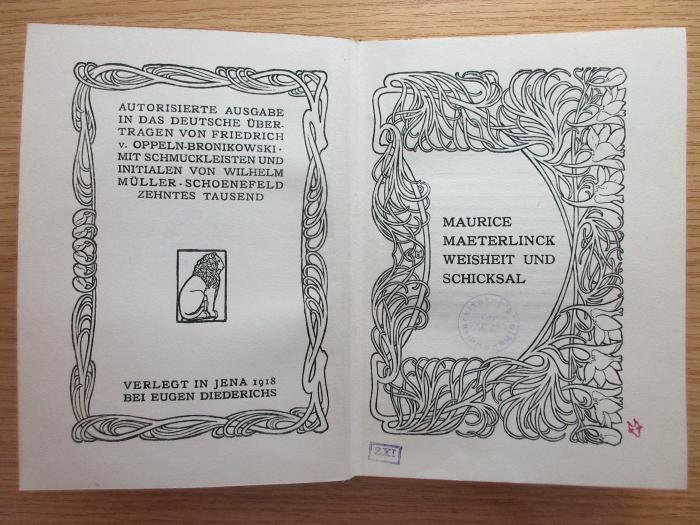 AUTORISIERTE AUSGABE
IN DAS DEUTSCHE ÜBER-
TRAGEN VON FRIEDRICH
v. OPPELN-BRONIKOWSKI ·
MIT SCHMUCKLEISTEN UND
INITIALEN VON WILHELM
MÜLLER-SCHOENEFELD
ZEHNTES TAUSEND
VERLEGT IN JENA 1918
BEI EUGEN DIEDERICHS
MAURICE
MAETERLINCK
WEISHEIT UND
SCHICKSAL